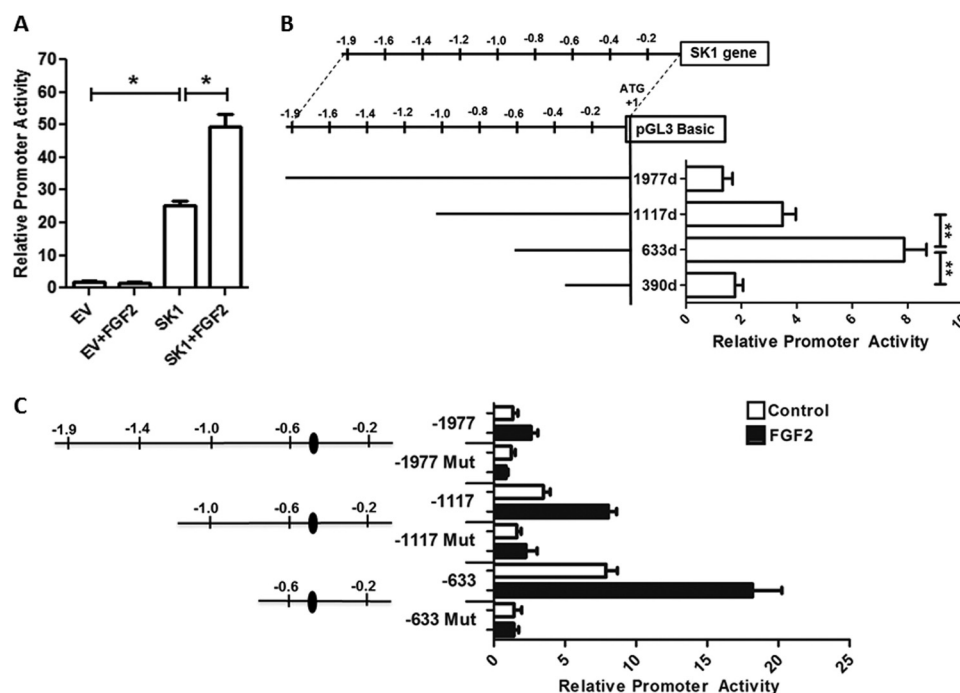 A
Relative Promoter Activity
70
60
50
40
30
20
10
0
* *
EV
EV+FGF2
SK1
SK1+FGF2
B
-1.9 -1.6 -1.4 -1.2 -1.0 -0.8 -0.6 -0.4 -0.2
SK1 gene
ATG
+1
-1.9 -1.6 -1.4 -1.2 -1.0 -0.8 -0.6 -0.4 -0.2
pGL3 Basic
1977d
1117d
633d
390d
**
**
0 2 4 6 8 10
Relative Promoter Activity
C
-1.9 -1.4 -1.0 -0.6 -0.2
-1.0 -0.6 -0.2
-0.6 -0.2
-1977
-1977 Mut
-1117
-1117 Mut
-633
-633 Mut
Control
FGF2
0 5 10 15 20 25
Relative Promoter Activity